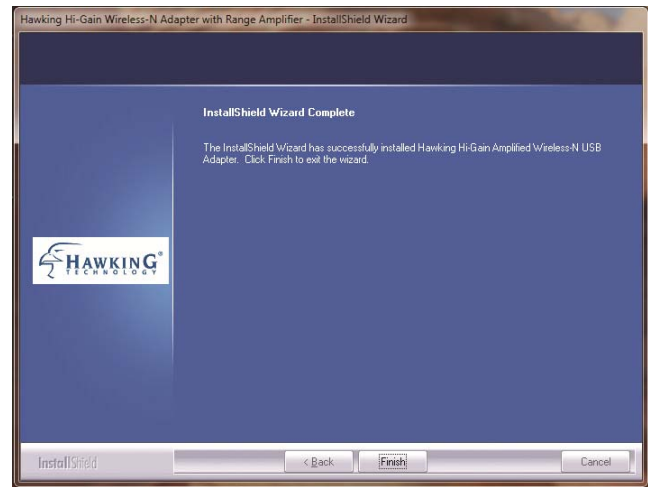 Hawking Hi-Gain Wireless-N Adapter with Range Amplifier - InstallShield Wizard
InstallShield Wizard Complete
The InstallShield Wizard has successfully installed Hawking Hi-Gain Amplified Wireless-N USB
Adapter. Click Finish to exit the wizard.
HAWKING®
TECHNOLOGY
InstallShield
< Back
Finish
Cancel